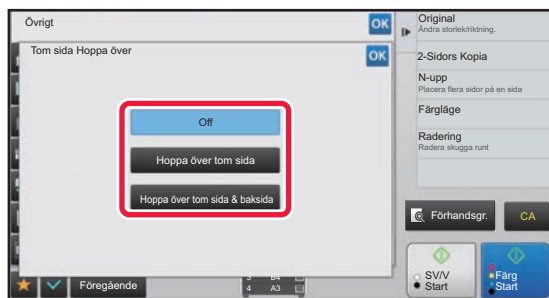 Övrigt
OK
Tom sida Hoppa över
OK
Off
Hoppa över tom sida
Hoppa över tom sida & baksida
Föregående
3 B4
4 A3
Original
Ändra storlek/riktning.
2-Sidors Kopia
N-upp
Placera flera sidor på en sida
Färgläge
Radering
Radera skugga runt
Förhandsgr.
CA
SV/V
Start
Färg
Start